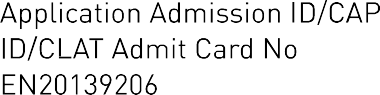 Application Admission ID/CAP
ID/CLAT Admit Card No
EN20139206